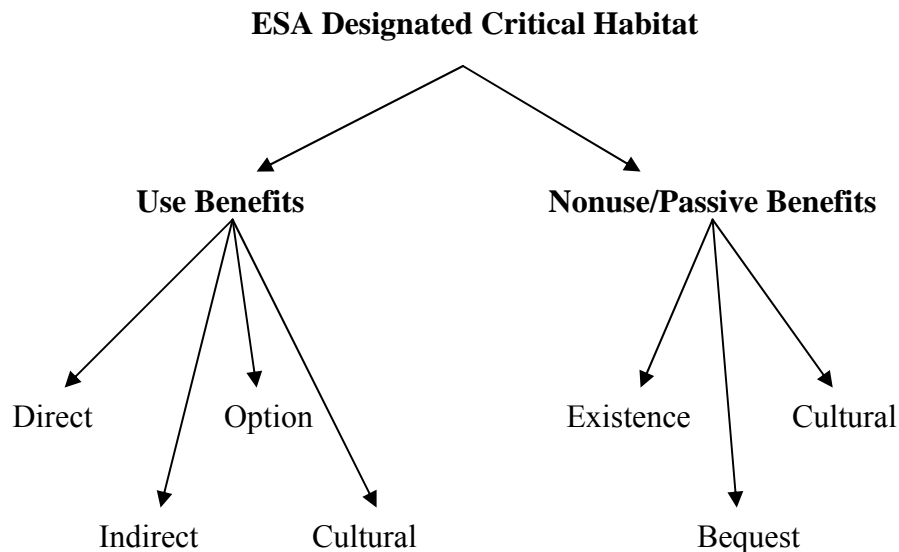 ESA Designated Critical Habitat
Use Benefits
Nonuse/Passive Benefits
Direct
Option
Existence
Cultural
Indirect
Cultural
Bequest